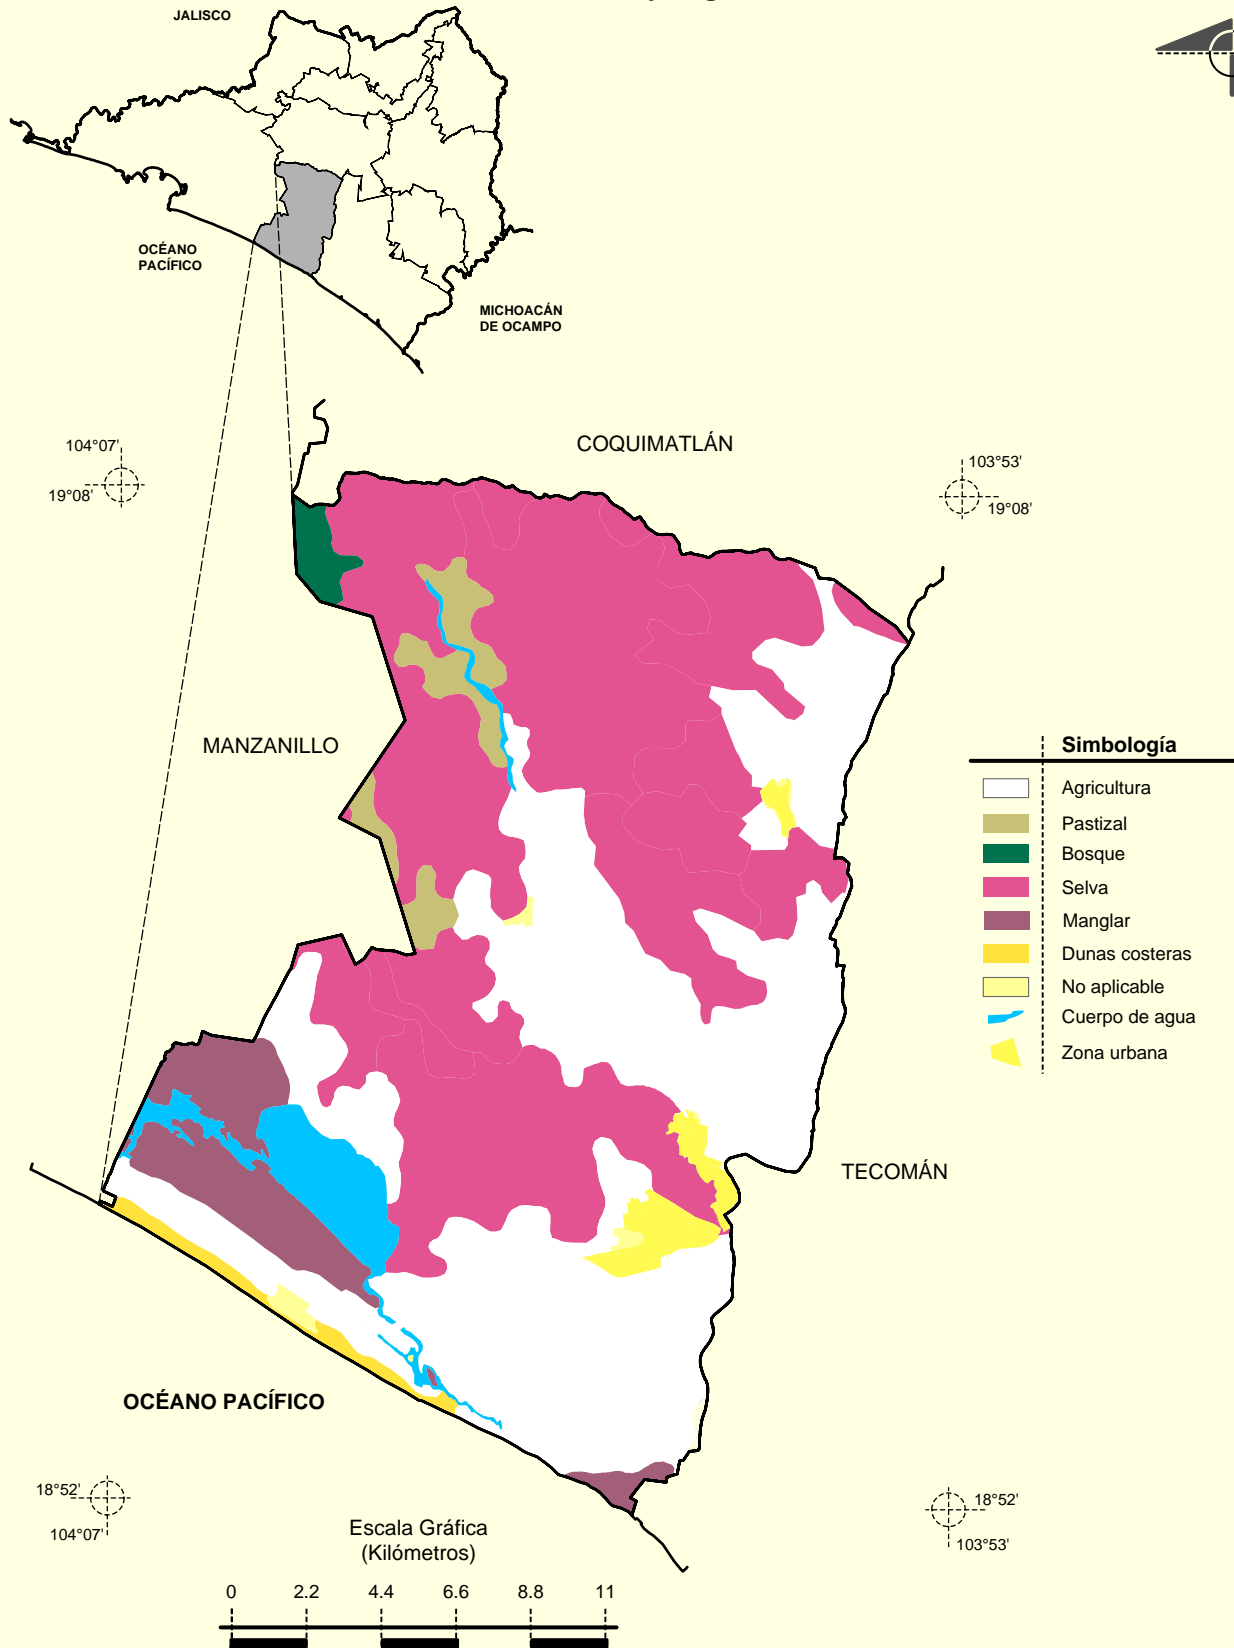 JALISCO
OCÉANO
PACÍFICO
MICHOACÁN
DE OCAMPO
104°07'
19°08'
COQUIMATLÁN
103°53'
19°08'
MANZANILLO
Simbología
Agricultura
Pastizal
Bosque
Selva
Manglar
Dunas costeras
No aplicable
Cuerpo de agua
Zona urbana
TECOMÁN
OCÉANO PACÍFICO
18°52'
104°07'
18°52'
103°53'
Escala Gráfica
(Kilómetros)
0 2.2 4.4 6.6 8.8 11